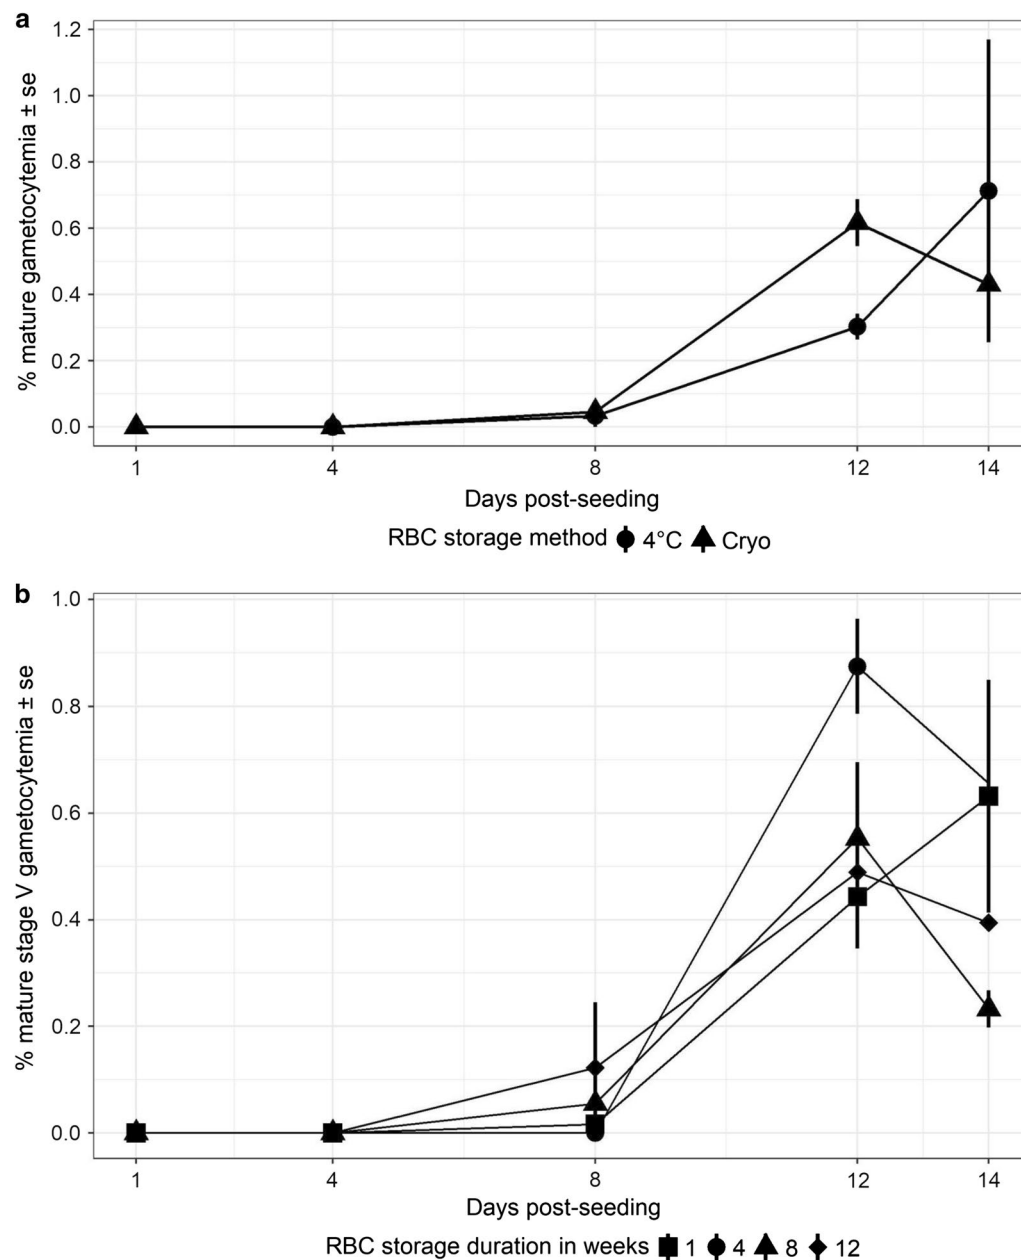 a
% mature gametocytemia ± se
1.2
1.0
0.8
0.6
0.4
0.2
0.0
1 4 8 12 14
Days post-seeding
RBC storage method 4°C Cryo
b
% mature stage V gametocytemia ± se
1.0
0.8
0.6
0.4
0.2
0.0
1 4 8 12 14
Days post-seeding
RBC storage duration in weeks 1 4 8 12